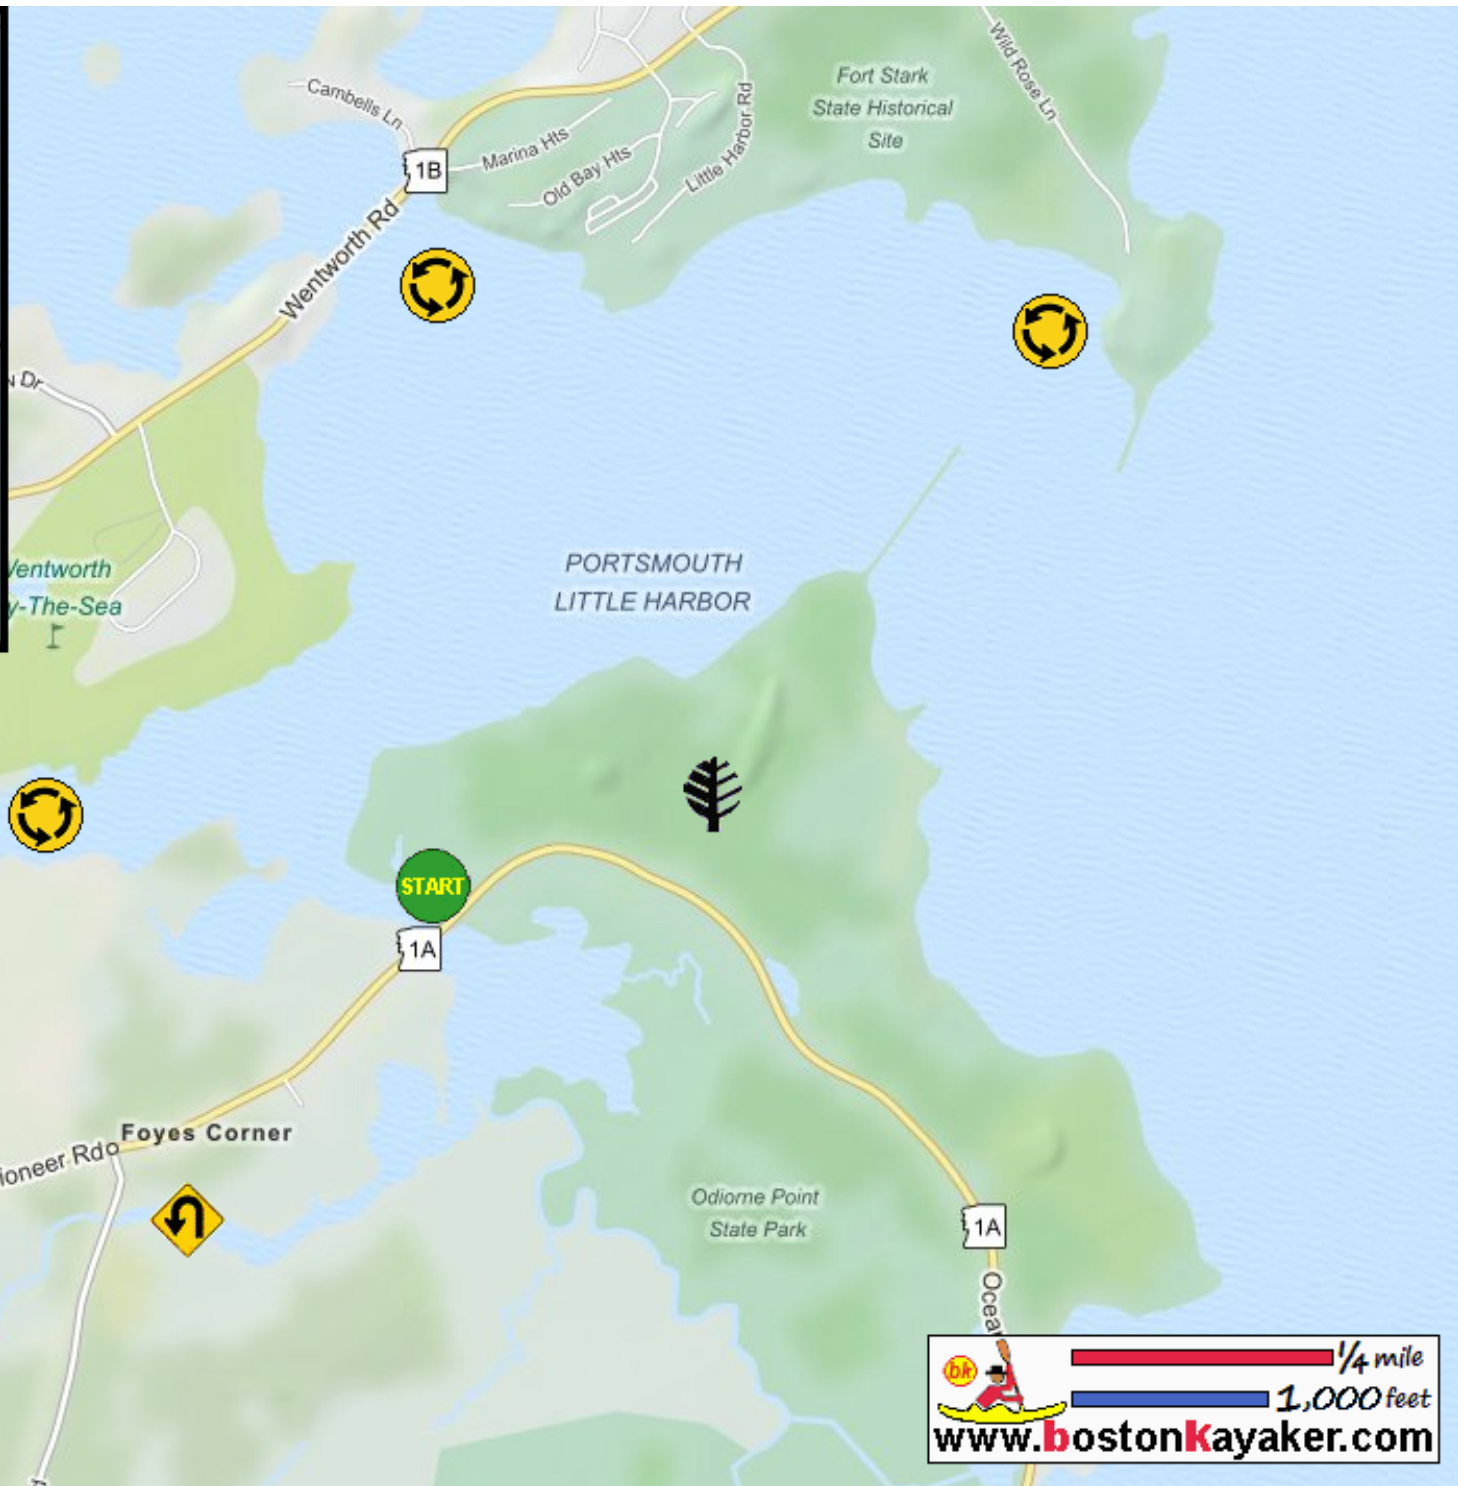 Wild Rose Ln
Fort Stark
State Historical
Site
Cambells Ln
1B
Marina Hts
Old Bay Hts
Little Harbor Rd
Wentworth Rd
Dr
entworth
y-The-Sea
PORTSMOUTH
LITTLE HARBOR
START
1A
Foyes Corner
ioneer Rd
Odiorne Point
State Park
1A
Ocea
bk
1/4 mile
1,000 feet
www.bostonkayaker.com